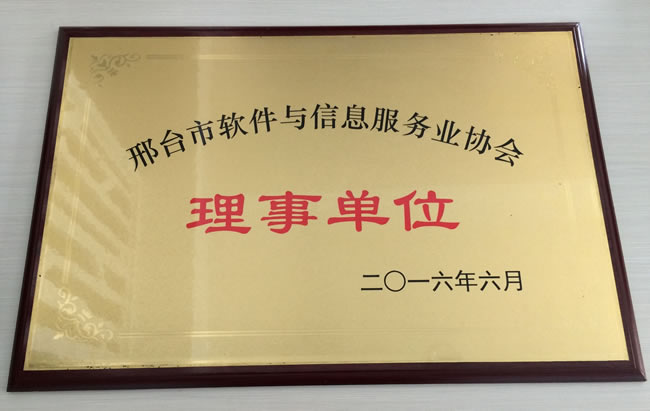 邢台市软件与信息服务业协会
理事单位
二〇一六年六月